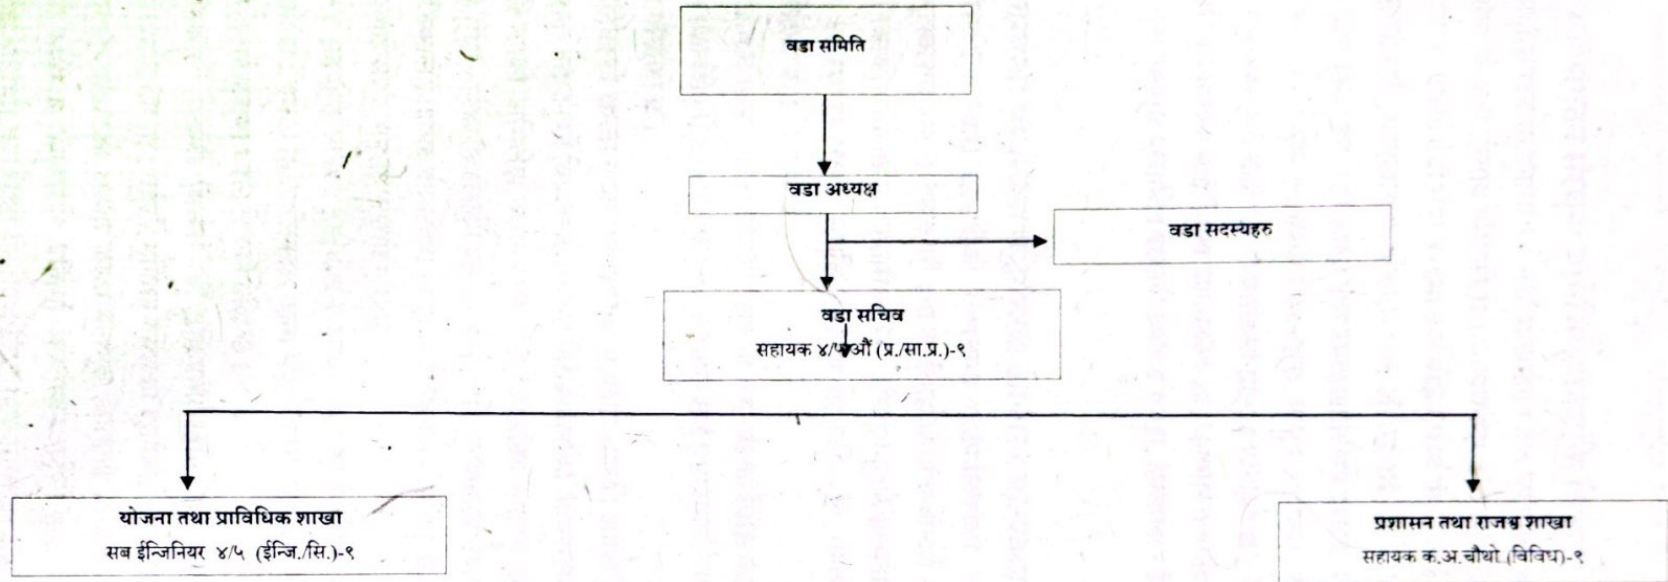 वडा समिति
वडा अध्यक्ष
वडा सदस्यहरु
वडा सचिव
सहायक ४/५औं (प्र./सा.प्र.)-१
योजना तथा प्राविधिक शाखा
सब ईन्जिनियर ४/५ (ईन्जि./सि.)-१
प्रशासन तथा राजश्व शाखा
सहायक क.अ.चौथो (विविध)-१